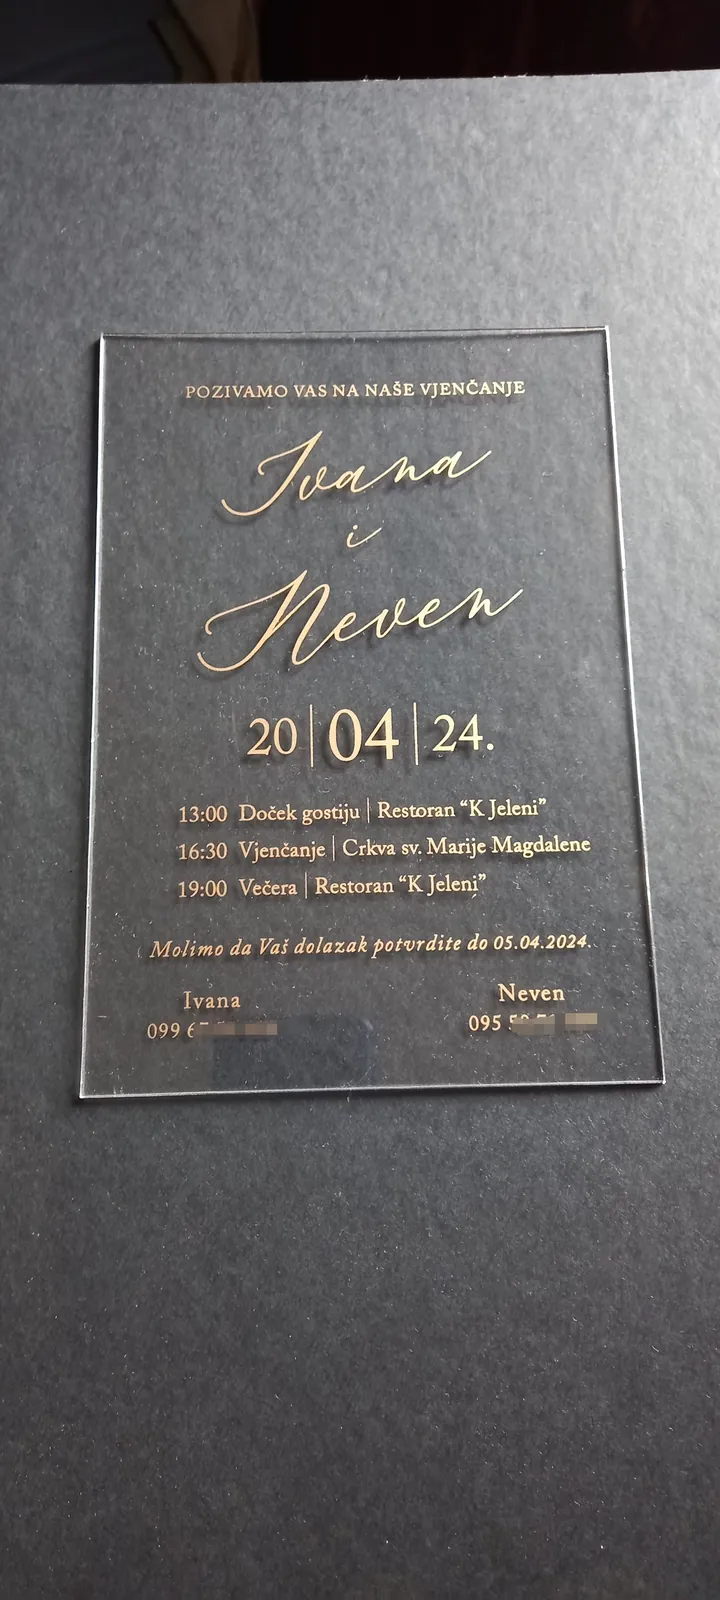 POZIVAMO VAS NA NAŠE VJENČANJE
Ivana
i
Neven
20|04|24.
13:00 Doček gostiju | Restoran “K Jeleni”
16:30 Vjenčanje | Crkva sv. Marije Magdalene
19:00 Večera | Restoran “K Jeleni”
Molimo da Vaš dolazak potvrdite do 05.04.2024.
Ivana Neven
099 095